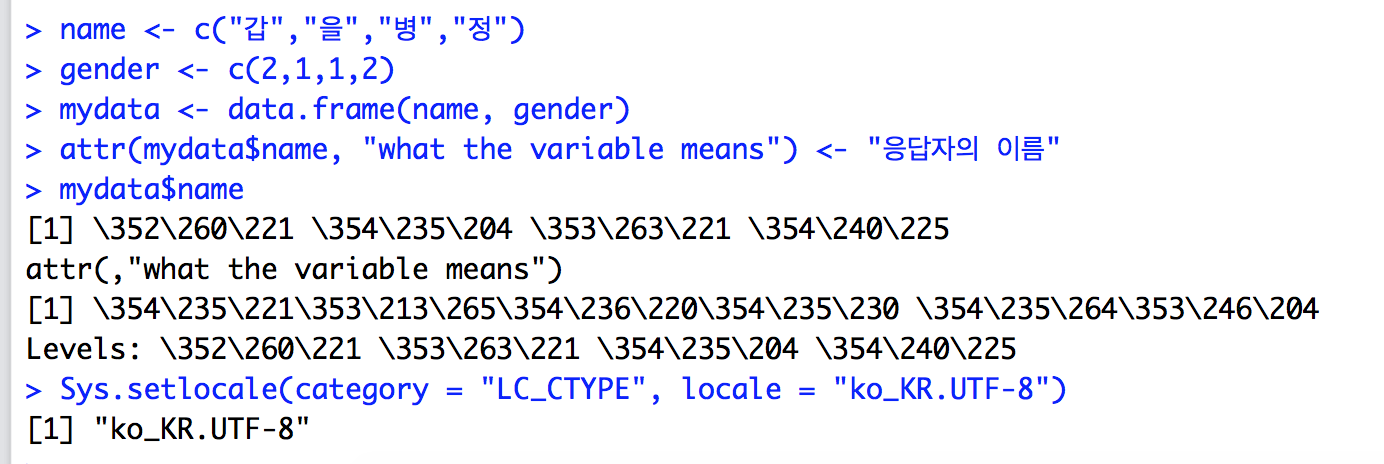 > name <- c("갑","을","병","정")
> gender <- c(2,1,1,2)
> mydata <- data.frame(name, gender)
> attr(mydata$name, "what the variable means") <- "응답자의 이름"
> mydata$name
[1] \352\260\221 \354\235\204 \353\263\221 \354\240\225
attr(,"what the variable means")
[1] \354\235\221\353\213\265\354\236\220\354\235\230 \354\235\264\353\246\204
Levels: \352\260\221 \353\263\221 \354\235\204 \354\240\225
> Sys.setlocale(category = "LC_CTYPE", locale = "ko_KR.UTF-8")
[1] "ko_KR.UTF-8"